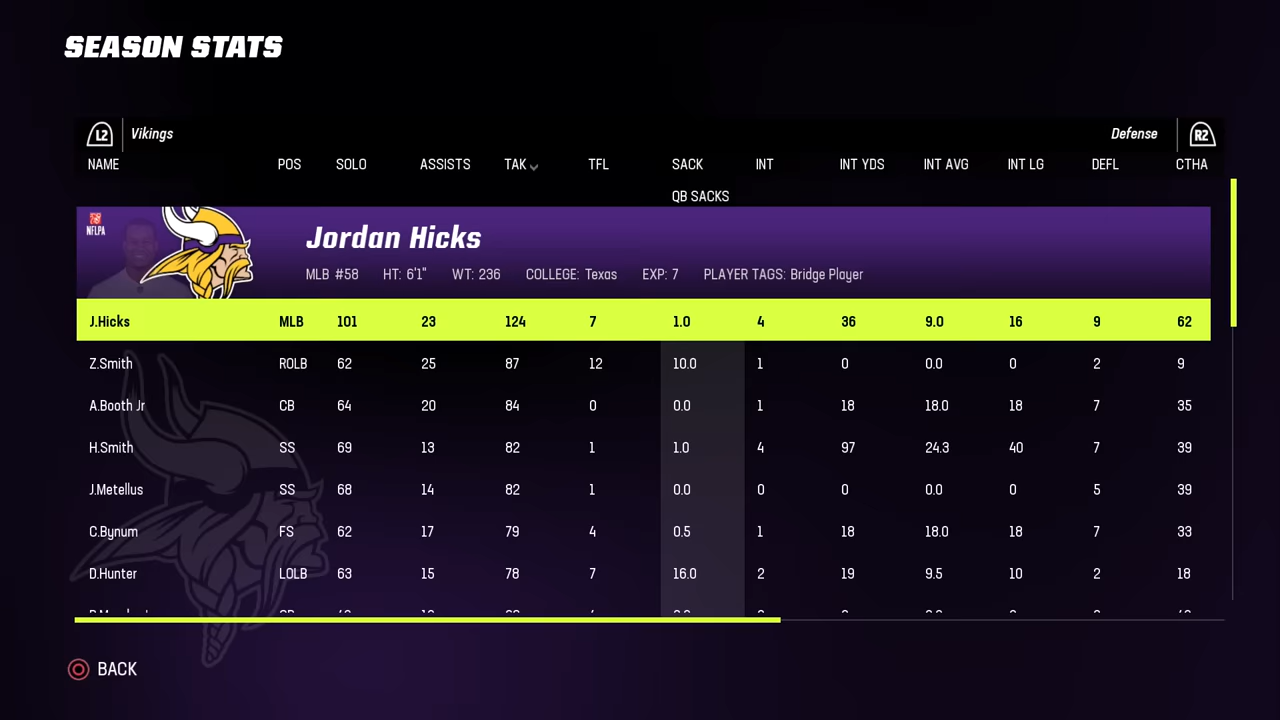 SEASON STATS
L2 Vikings Defense R2
NAME POS SOLO ASSISTS TAK TFL SACK INT INT YDS INT AVG INT LG DEFL CTHA
QB SACKS
NFLPA
Jordan Hicks
MLB #58 HT: 6'1" WT: 236 COLLEGE: Texas EXP: 7 PLAYER TAGS: Bridge Player
J.Hicks MLB 101 23 124 7 1.0 4 36 9.0 16 9 62
Z.Smith ROLB 62 25 87 12 10.0 1 0 0.0 0 2 9
A.Booth Jr CB 64 20 84 0 0.0 1 18 18.0 18 7 35
H.Smith SS 69 13 82 1 1.0 4 97 24.3 40 7 39
J.Metellus SS 68 14 82 1 0.0 0 0 0.0 0 5 39
C.Bynum FS 62 17 79 4 0.5 1 18 18.0 18 7 33
D.Hunter LOLB 63 15 78 7 16.0 2 19 9.5 10 2 18
BACK